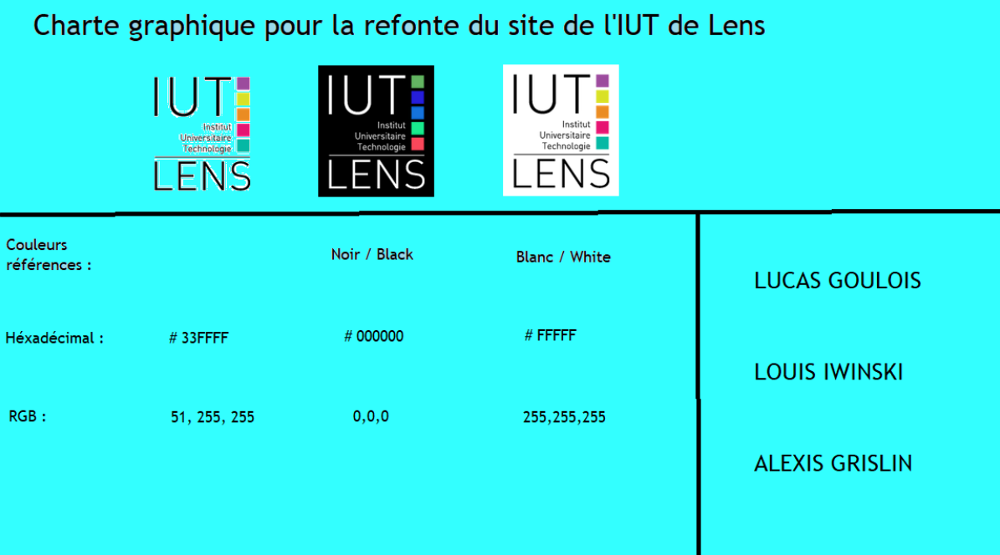 Charte graphique pour la refonte du site de l'IUT de Lens
IUT
Institut
Universitaire
Technologie
LENS
IUT
Institut
Universitaire
Technologie
LENS
IUT
Institut
Universitaire
Technologie
LENS
Couleurs
références :
Noir / Black
Blanc / White
Héxadécimal :
# 33FFFF
# 000000
# FFFFF
RGB :
51, 255, 255
0,0,0
255,255,255
LUCAS GOULOIS
LOUIS IWINSKI
ALEXIS GRISLIN